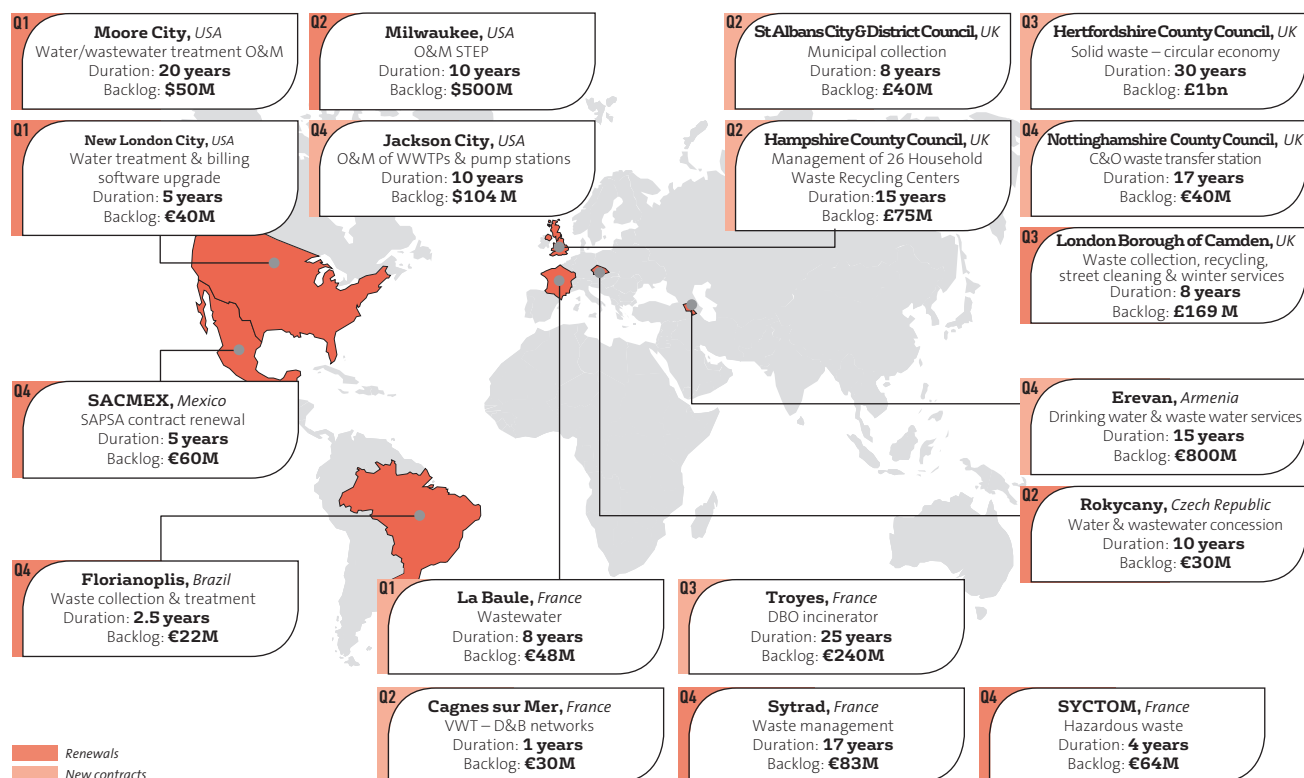 Q1
Moore City, USA
Water/wastewater treatment O&M
Duration: 20 years
Backlog: $50M
Q2
Milwaukee, USA
O&M STEP
Duration: 10 years
Backlog: $500M
Q2
St Albans City & District Council, UK
Municipal collection
Duration: 8 years
Backlog: £40M
Q3
Hertfordshire County Council, UK
Solid waste – circular economy
Duration: 30 years
Backlog: £1bn
Q1
New London City, USA
Water treatment & billing
software upgrade
Duration: 5 years
Backlog: €40M
Q4
Jackson City, USA
O&M of WWTPs & pump stations
Duration: 10 years
Backlog: $104 M
Q2
Hampshire County Council, UK
Management of 26 Household
Waste Recycling Centers
Duration: 15 years
Backlog: £75M
Q4
Nottinghamshire County Council, UK
C&O waste transfer station
Duration: 17 years
Backlog: €40M
Q3
London Borough of Camden, UK
Waste collection, recycling,
street cleaning & winter services
Duration: 8 years
Backlog: £169 M
Q4
SACMEX, Mexico
SAPSA contract renewal
Duration: 5 years
Backlog: €60M
Q4
Erevan, Armenia
Drinking water & waste water services
Duration: 15 years
Backlog: €800M
Q2
Rokycany, Czech Republic
Water & wastewater concession
Duration: 10 years
Backlog: €30M
Q4
Florianoplis, Brazil
Waste collection & treatment
Duration: 2.5 years
Backlog: €22M
Q1
La Baule, France
Wastewater
Duration: 8 years
Backlog: €48M
Q3
Troyes, France
DBO incinerator
Duration: 25 years
Backlog: €240M
Q2
Cagnes sur Mer, France
VWT – D&B networks
Duration: 1 years
Backlog: €30M
Q4
Sytrad, France
Waste management
Duration: 17 years
Backlog: €83M
Q4
SYCTOM, France
Hazardous waste
Duration: 4 years
Backlog: €64M
Renewals
New contracts